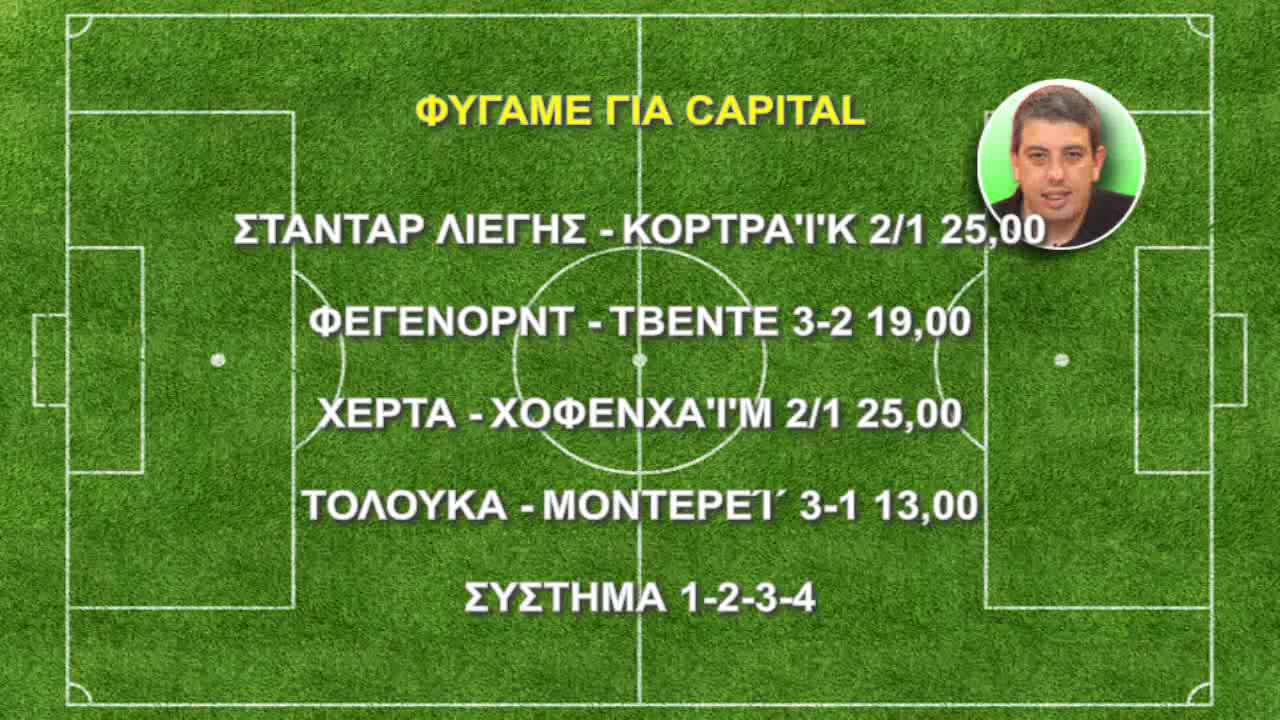 ΦΥΓΑΜΕ ΓΙΑ CAPITAL
ΣΤΑΝΤΑΡ ΛΙΕΓΗΣ - ΚΟΡΤΡΑ'Ι'Κ 2/1 25,00
ΦΕΓΕΝΟΡΝΤ - ΤΒΕΝΤΕ 3-2 19,00
ΧΕΡΤΑ - ΧΟΦΕΝΧΑ'Ι'Μ 2/1 25,00
ΤΟΛΟΥΚΑ - ΜΟΝΤΕΡΕΊ΄ 3-1 13,00
ΣΥΣΤΗΜΑ 1-2-3-4